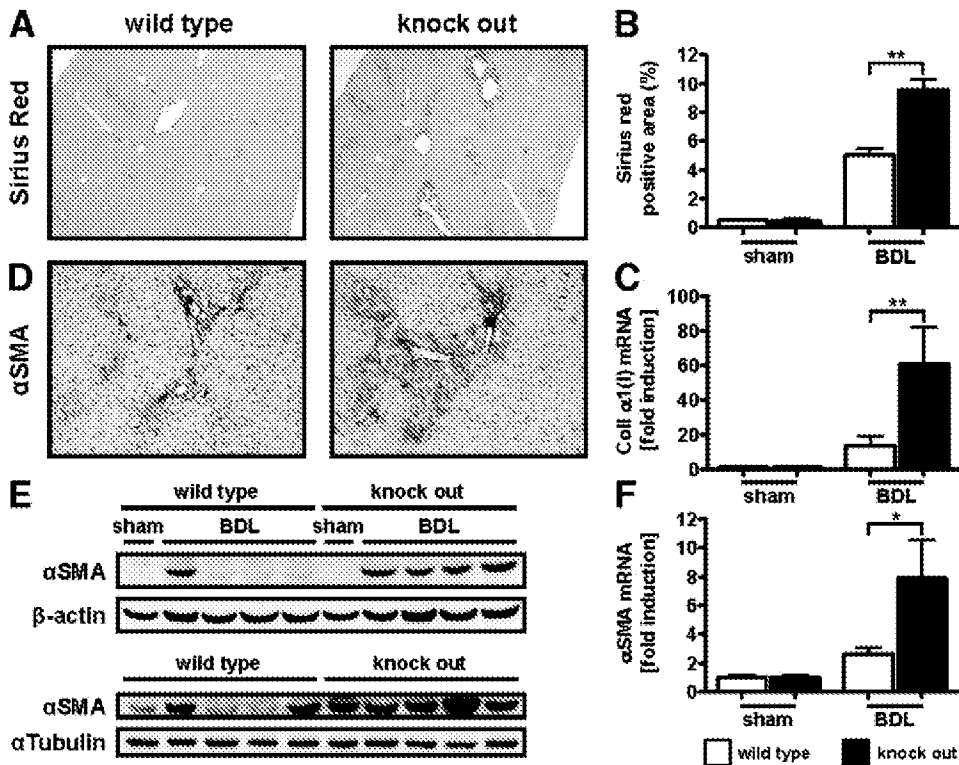 A
wild type
knock out
Sirius Red
D
αSMA
E
wild type
knock out
sham
BDL
sham
BDL
αSMA
β-actin
wild type
knock out
αSMA
αTubulin
B
Sirius red
positive area (%)
12
10
8
6
4
2
0
**
sham
BDL
C
Coll α1(I) mRNA
[fold induction]
100
80
60
40
20
0
**
sham
BDL
F
αSMA mRNA
[fold induction]
12
10
8
6
4
2
0
*
sham
BDL
wild type
knock out